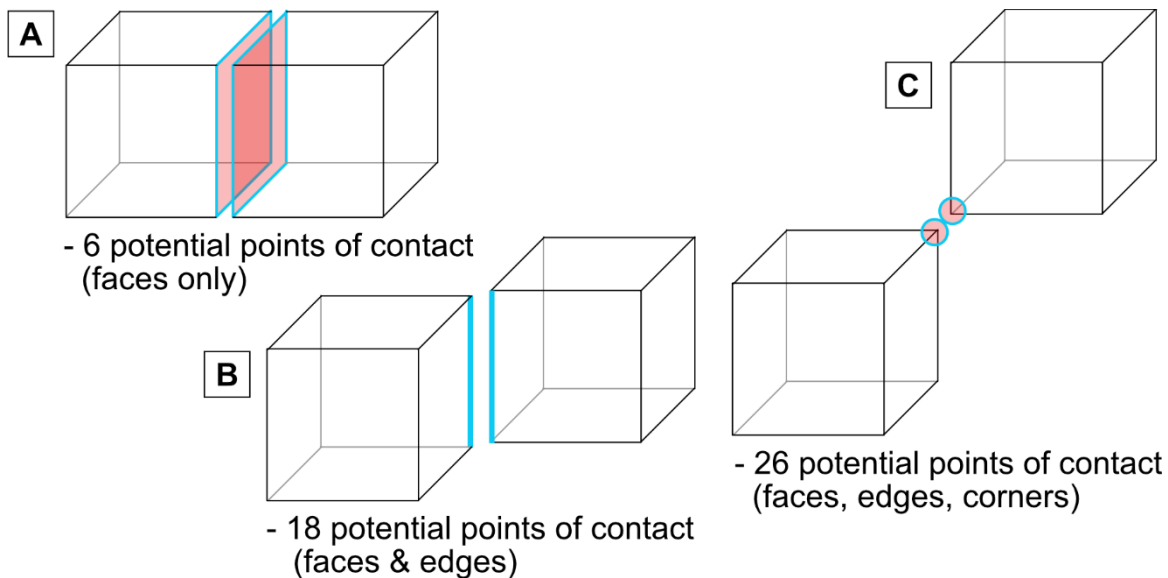 A
- 6 potential points of contact
(faces only)
B
- 18 potential points of contact
(faces & edges)
C
- 26 potential points of contact
(faces, edges, corners)